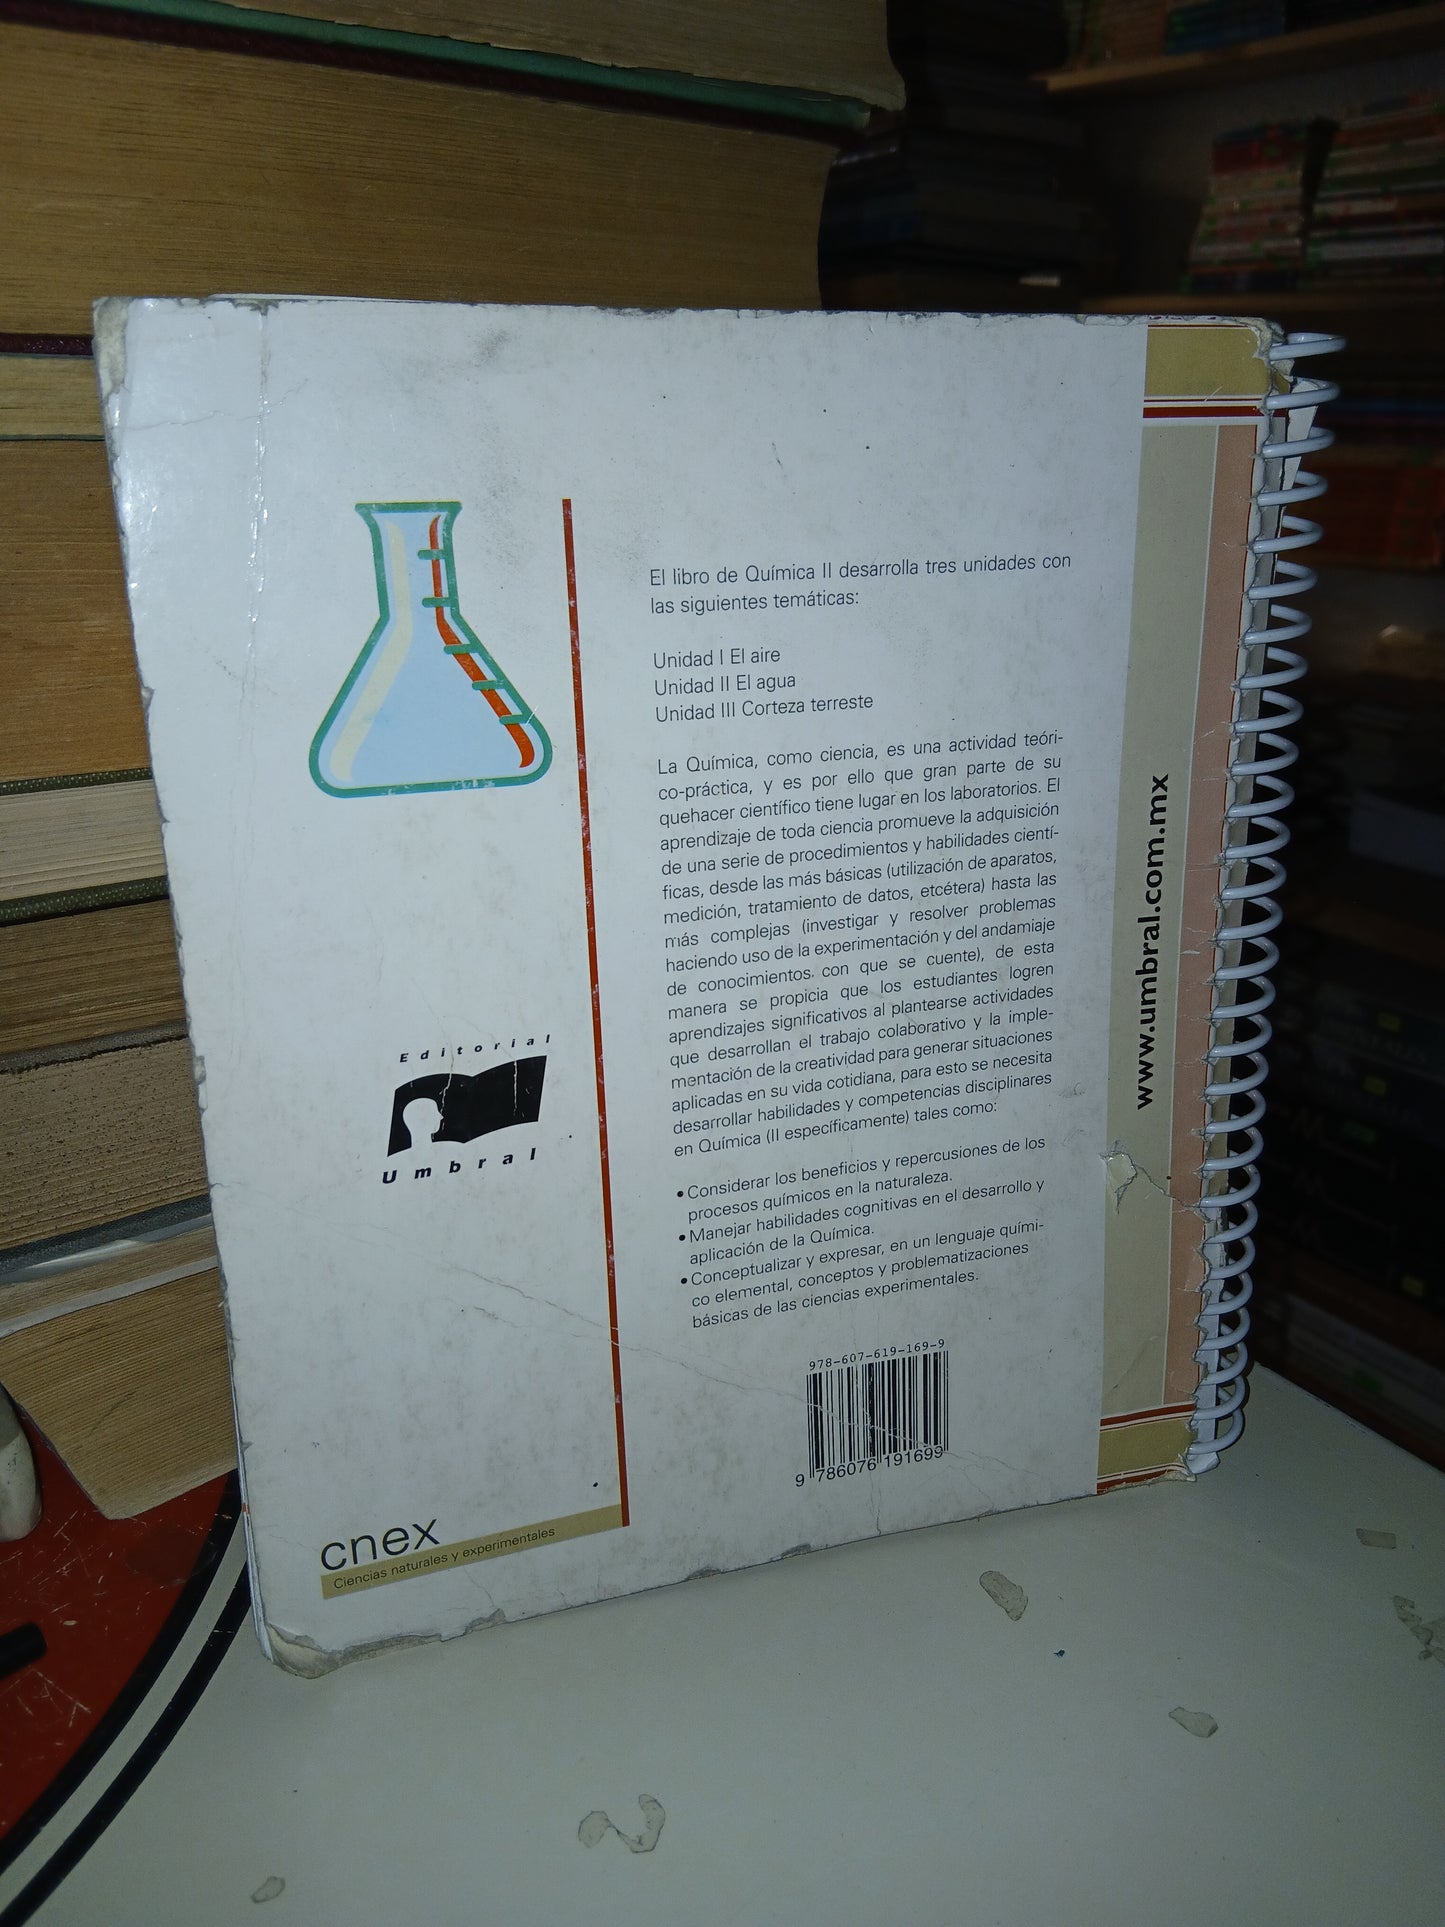 El libro de Química II desarrolla tres unidades con
las siguientes temáticas:
Unidad I El aire
Unidad II El agua
Unidad III Corteza terreste
La Química, como ciencia, es una actividad teóri-
co-práctica, y es por ello que gran parte de su
quehacer científico tiene lugar en los laboratorios. El
aprendizaje de toda ciencia promueve la adquisición
de una serie de procedimientos y habilidades cientí-
ficas, desde las más básicas (utilización de aparatos,
medición, tratamiento de datos, etcétera) hasta las
más complejas (investigar y resolver problemas
haciendo uso de la experimentación y del andamiaje
de conocimientos con que se cuente), de esta
manera se propicia que los estudiantes logren
aprendizajes significativos al plantearse actividades
que desarrollan el trabajo colaborativo y la imple-
mentación de la creatividad para generar situaciones
aplicadas en su vida cotidiana, para esto se necesita
desarrollar habilidades y competencias disciplinares
en Química (II específicamente) tales como:
• Considerar los beneficios y repercusiones de los
procesos químicos en la naturaleza.
• Manejar habilidades cognitivas en el desarrollo y
aplicación de la Química.
• Conceptualizar y expresar, en un lenguaje quími-
co elemental, conceptos y problematizaciones
básicas de las ciencias experimentales.
978-607-619-169-9
9 786076 191699
Editorial
Umbral
cnex
Ciencias naturales y experimentales
www.umbral.com.mx